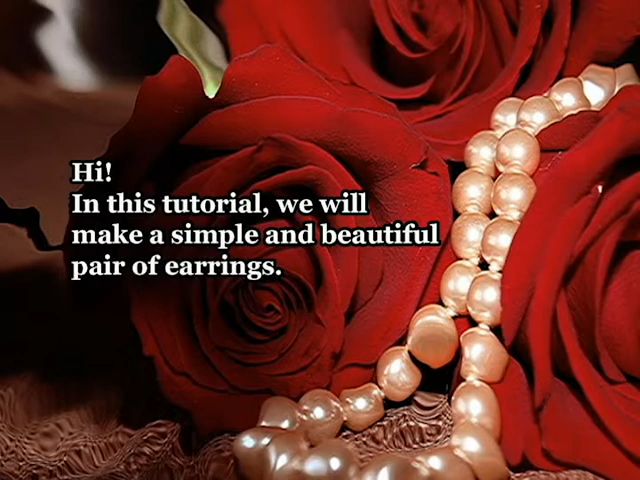 Hi!
In this tutorial, we will
make a simple and beautiful
pair of earrings.